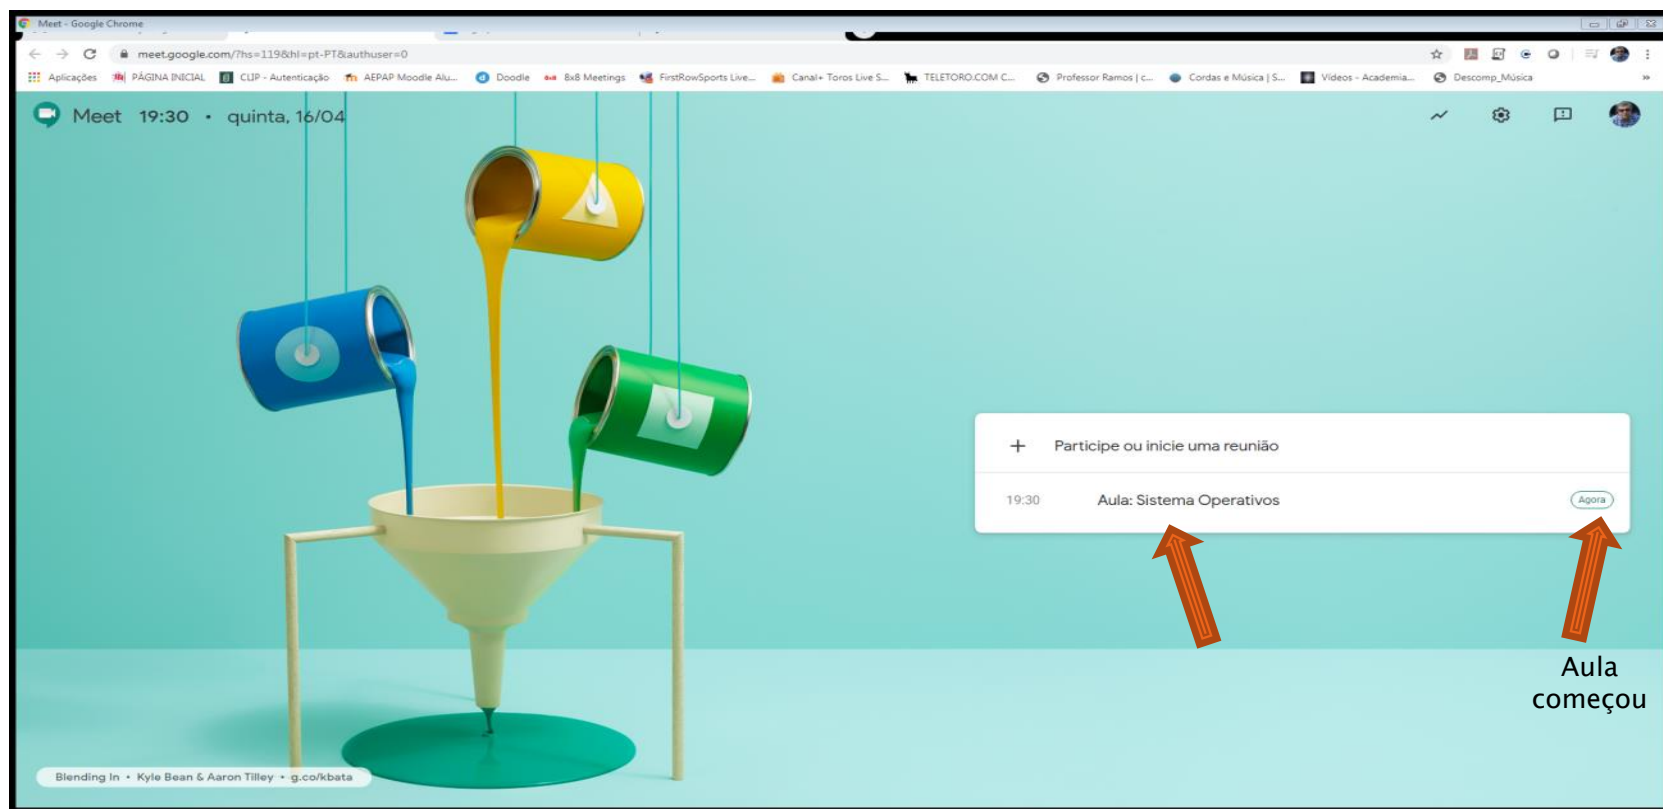 Meet - Google Chrome
meet.google.com/?hs=119&hl=pt-PT&authuser=0
Aplicações PÁGINA INICIAL CLIP - Autenticação AEPAP Moodle Alu... Doodle 8x8 Meetings FirstRowSports Live... Canal+ Toros Live S... TELETORO.COM C... Professor Ramos | c... Cordas e Música | S... Vídeos - Academia... Descomp_Música »
Meet 19:30 • quinta, 16/04
+ Participe ou inicie uma reunião
19:30 Aula: Sistema Operativos Agora
Aula
começou
Blending In • Kyle Bean & Aaron Tilley • g.co/kbata